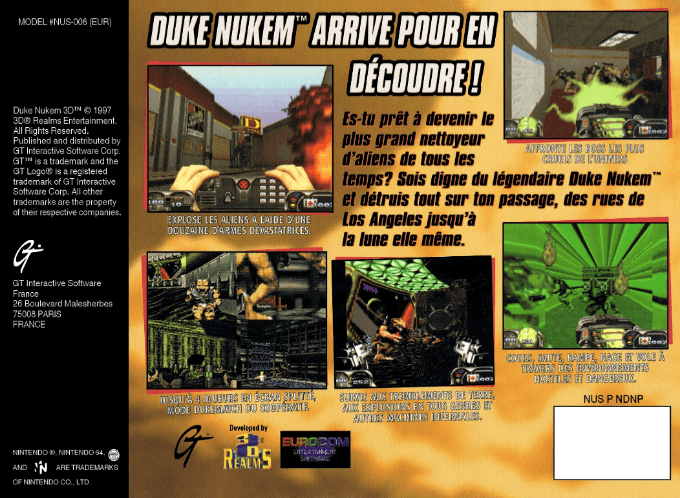 MODEL #NUS-006 (EUR)
Duke Nukem 3D™ © 1997
3D® Realms Entertainment.
All Rights Reserved.
Published and distributed by
GT Interactive Software Corp.
GT™ is a trademark and the
GT Logo® is a registered
trademark of GT Interactive
Software Corp. All other
trademarks are the property
of their respective companies.
GT
GT Interactive Software
France
26 Boulevard Malesherbes
75008 PARIS
FRANCE
NINTENDO ®, NINTENDO 64,
AND N ARE TRADEMARKS
OF NINTENDO CO., LTD.
DUKE NUKEM™ ARRIVE POUR EN
DÉCOUDRE !
Es-tu prêt à devenir le
plus grand nettoyeur
d'aliens de tous les
temps? Sois digne du légendaire Duke Nukem™
et détruis tout sur ton passage, des rues de
Los Angeles jusqu'à
la lune elle même.
EXPLOSE LES ALIENS A L'AIDE D'UNE
DOUZAINE D'ARMES DÉVASTATRICES.
AFFRONTE LES BOSS LES PLUS
CRUELS DE L'UNIVERS
JUSQU'À 4 JOUEURS EN ÉCRAN SPLITTÉ,
MODE DUKEMATCH OU COOPÉRATIF.
SURVIS AUX TREMBLEMENTS DE TERRE,
AUX EXPLOSIONS EN TOUS GENRES ET
AUTRES MACHINES INFERNALES.
COURS, SAUTE, RAMPE, NAGE ET VOLE À
TRAVERS DES ENVIRONNEMENTS
HOSTILES ET DANGEREUX.
GT
Developed by
3D
REALMS
EUROCOM
ENTERTAINMENT
SOFTWARE
NUS P NDNP